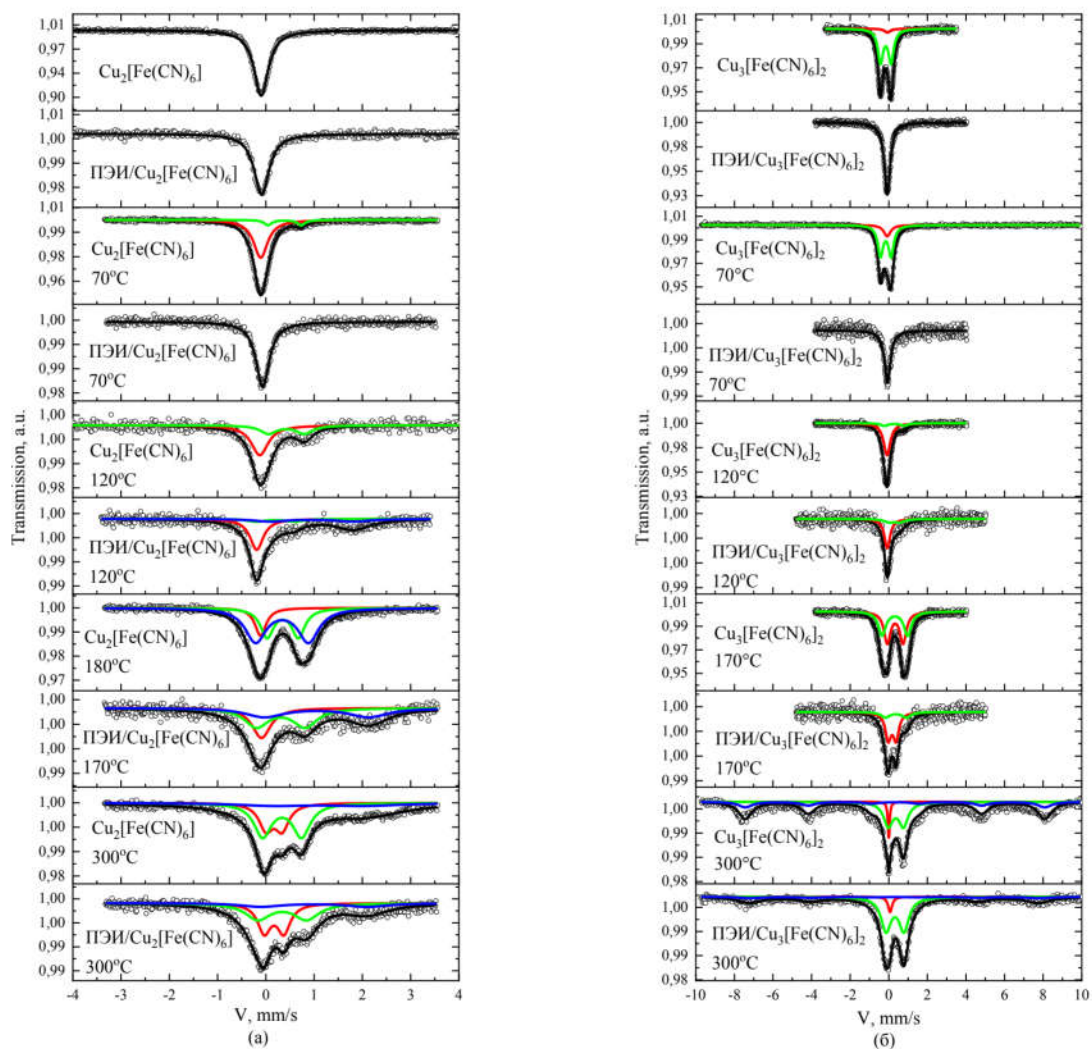 1,01
0,97
0,94
0,90
Cu₂[Fe(CN)₆]
1,01
1,00
0,98
ПЭИ/Cu₂[Fe(CN)₆]
1,01
0,99
0,98
0,96
Cu₂[Fe(CN)₆]
70°C
1,00
0,99
0,98
ПЭИ/Cu₂[Fe(CN)₆]
70°C
1,00
1,00
0,98
Cu₂[Fe(CN)₆]
120°C
1,00
0,99
0,99
ПЭИ/Cu₂[Fe(CN)₆]
120°C
1,00
0,99
0,97
Cu₂[Fe(CN)₆]
180°C
1,00
1,00
1,00
0,99
ПЭИ/Cu₂[Fe(CN)₆]
170°C
1,00
1,00
0,99
Cu₂[Fe(CN)₆]
300°C
1,00
0,99
0,99
ПЭИ/Cu₂[Fe(CN)₆]
300°C
Transmission, a.u.
-4 -3 -2 -1 0 1 2 3 4
V, mm/s
(а)
1,01
0,99
0,97
0,95
Cu₃[Fe(CN)₆]₂
1,00
0,98
0,95
0,93
ПЭИ/Cu₃[Fe(CN)₆]₂
1,01
0,99
0,97
0,95
Cu₃[Fe(CN)₆]₂
70°C
1,00
1,00
0,99
0,99
ПЭИ/Cu₃[Fe(CN)₆]₂
70°C
1,00
0,98
0,95
0,93
Cu₃[Fe(CN)₆]₂
120°C
1,00
1,00
0,99
ПЭИ/Cu₃[Fe(CN)₆]₂
120°C
1,01
0,99
0,97
0,95
Cu₃[Fe(CN)₆]₂
170°C
1,00
1,00
0,99
ПЭИ/Cu₃[Fe(CN)₆]₂
170°C
1,00
0,99
0,99
0,98
Cu₃[Fe(CN)₆]₂
300°C
1,00
0,99
0,99
0,98
ПЭИ/Cu₃[Fe(CN)₆]₂
300°C
Transmission, a.u.
-10 -8 -6 -4 -2 0 2 4 6 8 10
V, mm/s
(б)